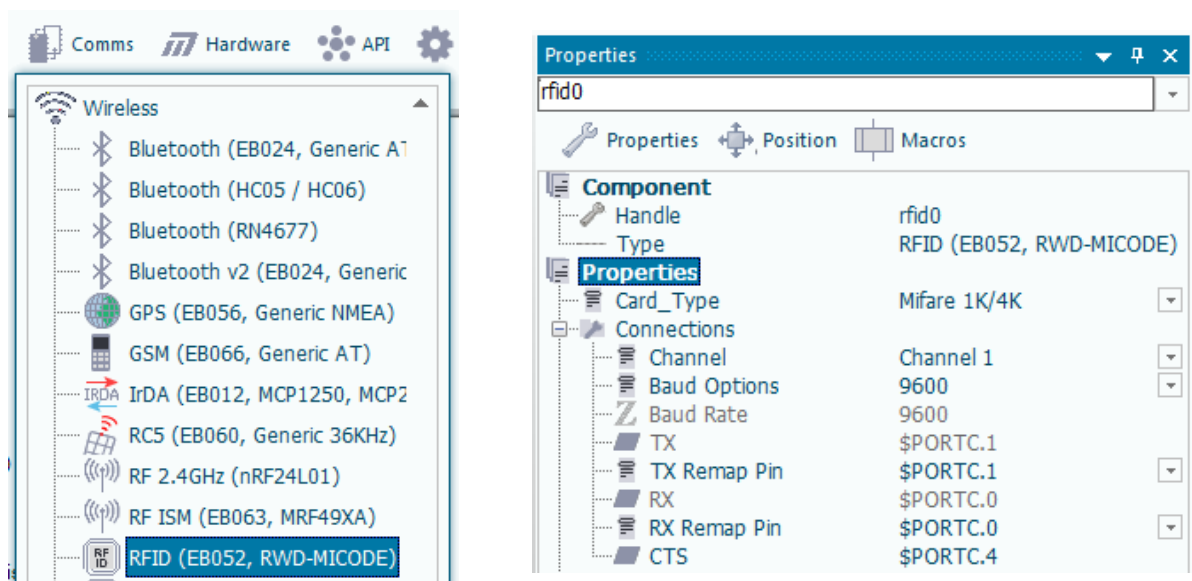 Comms Hardware API
Wireless
Bluetooth (EB024, Generic AT
Bluetooth (HC05 / HC06)
Bluetooth (RN4677)
Bluetooth v2 (EB024, Generic
GPS (EB056, Generic NMEA)
GSM (EB066, Generic AT)
IRDA IrDA (EB012, MCP1250, MCP2
RC5 (EB060, Generic 36KHz)
RF 2.4GHz (nRF24L01)
RF ISM (EB063, MRF49XA)
RF ID RFID (EB052, RWD-MICODE)
Properties
rfid0
Properties Position Macros
Component
Handle rfid0
Type RFID (EB052, RWD-MICODE)
Properties
Card_Type Mifare 1K/4K
Connections
Channel Channel 1
Baud Options 9600
Baud Rate 9600
TX $PORTC.1
TX Remap Pin $PORTC.1
RX $PORTC.0
RX Remap Pin $PORTC.0
CTS $PORTC.4